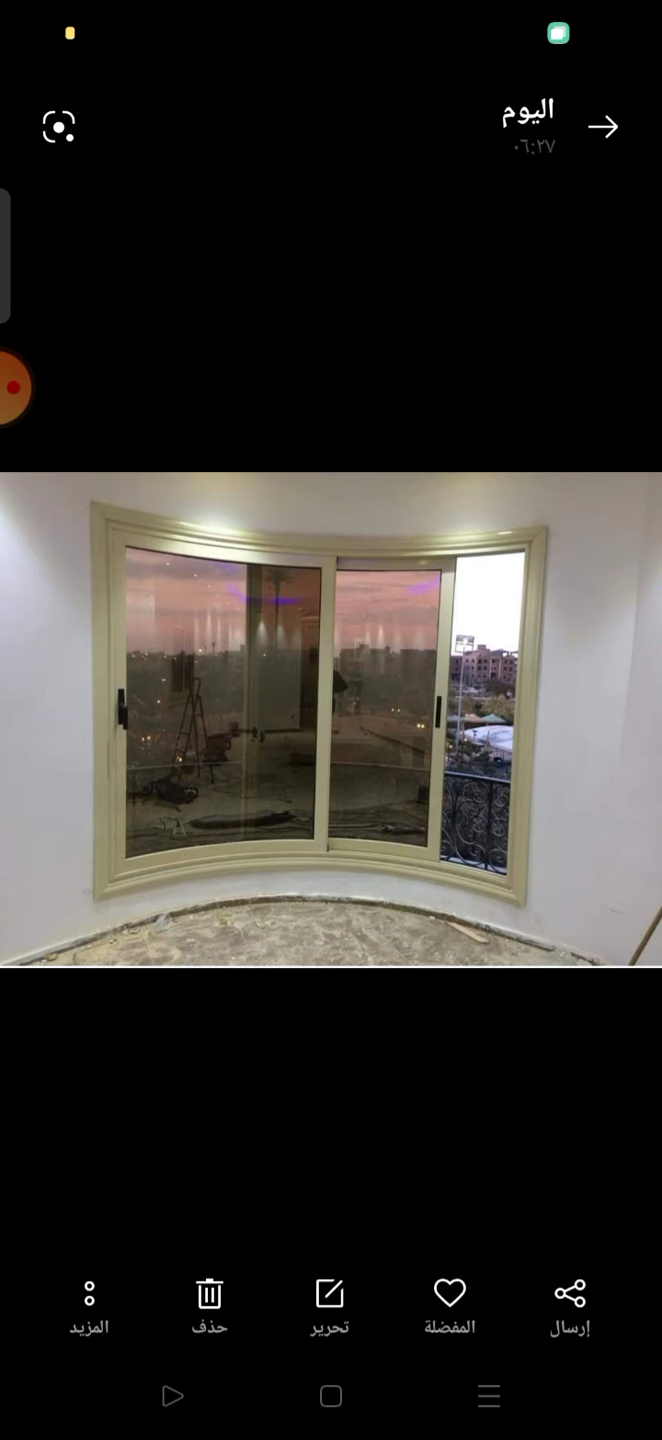 اليوم
٠٦:٢٧
إرسال
المفضلة
تحرير
حذف
المزيد